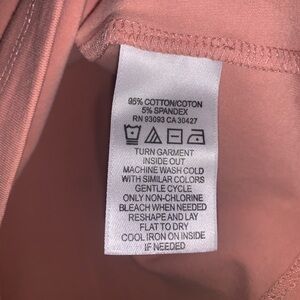 95% COTTON/COTON
5% SPANDEX
RN 93093 CA 30427
TURN GARMENT
INSIDE OUT
MACHINE WASH COLD
WITH SIMILAR COLORS
GENTLE CYCLE
ONLY NON-CHLORINE
BLEACH WHEN NEEDED
RESHAPE AND LAY
FLAT TO DRY
COOL IRON ON INSIDE
IF NEEDED